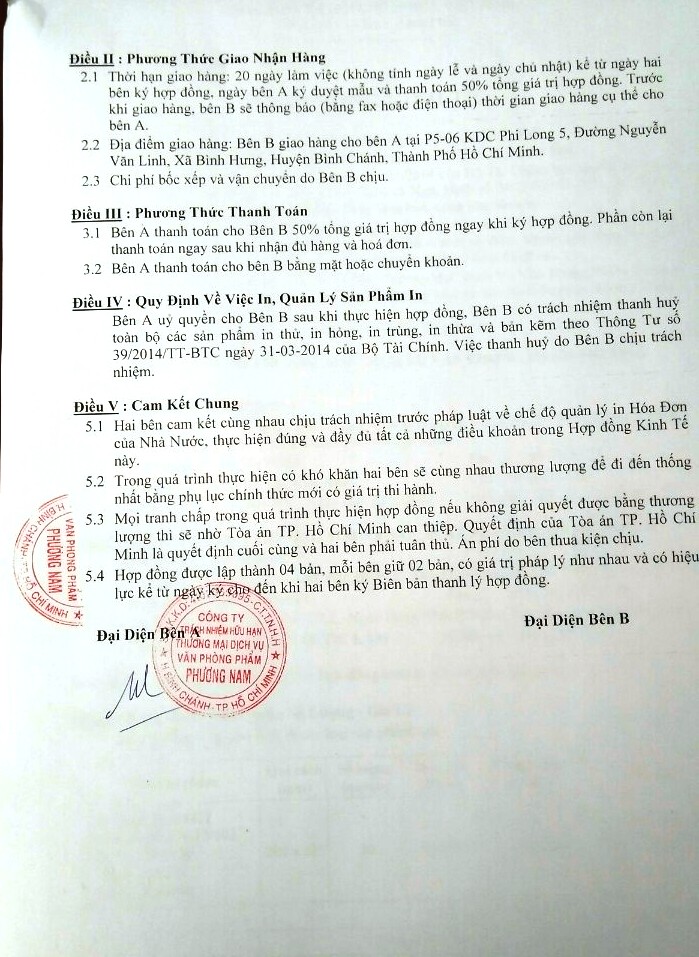 Điều II : Phương Thức Giao Nhận Hàng
2.1 Thời hạn giao hàng: 20 ngày làm việc (không tính ngày lễ và ngày chủ nhật) kể từ ngày hai
bên ký hợp đồng, ngày bên A ký duyệt mẫu và thanh toán 50% tổng giá trị hợp đồng. Trước
khi giao hàng, bên B sẽ thông báo (bằng fax hoặc điện thoại) thời gian giao hàng cụ thể cho
bên A.
2.2 Địa điểm giao hàng: Bên B giao hàng cho bên A tại P5-06 KDC Phi Long 5, Đường Nguyễn
Văn Linh, Xã Bình Hưng, Huyện Bình Chánh, Thành Phố Hồ Chí Minh.
2.3 Chi phí bốc xếp và vận chuyển do Bên B chịu.
Điều III : Phương Thức Thanh Toán
3.1 Bên A thanh toán cho Bên B 50% tổng giá trị hợp đồng ngay khi ký hợp đồng. Phần còn lại
thanh toán ngay sau khi nhận đủ hàng và hoá đơn.
3.2 Bên A thanh toán cho bên B bằng mặt hoặc chuyển khoản.
Điều IV : Quy Định Về Việc In, Quản Lý Sản Phẩm In
Bên A uỷ quyền cho Bên B sau khi thực hiện hợp đồng, Bên B có trách nhiệm thanh huỷ
toàn bộ các sản phẩm in thử, in hỏng, in trùng, in thừa và bản kẽm theo Thông Tư số
39/2014/TT-BTC ngày 31-03-2014 của Bộ Tài Chính. Việc thanh huỷ do Bên B chịu trách
nhiệm.
Điều V : Cam Kết Chung
5.1 Hai bên cam kết cùng nhau chịu trách nhiệm trước pháp luật về chế độ quản lý in Hóa Đơn
của Nhà Nước, thực hiện đúng và đầy đủ tất cả những điều khoản trong Hợp đồng Kinh Tế
này.
5.2 Trong quá trình thực hiện có khó khăn hai bên sẽ cùng nhau thương lượng để đi đến thống
nhất bằng phụ lục chính thức mới có giá trị thi hành.
5.3 Mọi tranh chấp trong quá trình thực hiện hợp đồng nếu không giải quyết được bằng thương
lượng thì sẽ nhờ Tòa án TP. Hồ Chí Minh can thiệp. Quyết định của Tòa án TP. Hồ Chí
Minh là quyết định cuối cùng và hai bên phải tuân thủ. Án phí do bên thua kiện chịu.
5.4 Hợp đồng được lập thành 04 bản, mỗi bên giữ 02 bản, có giá trị pháp lý như nhau và có hiệu
lực kể từ ngày ký cho đến khi hai bên ký Biên bản thanh lý hợp đồng.
VĂN PHÒNG PHẨM
PHƯƠNG NAM
H.BÌNH CHÁNH-TP HỒ CHÍ MINH
Đại Diện Bên A
Đại Diện Bên B
CÔNG TY
TRÁCH NHIỆM HỮU HẠN
THƯƠNG MẠI DỊCH VỤ
VĂN PHÒNG PHẨM
PHƯƠNG NAM
H.BÌNH CHÁNH-TP HỒ CHÍ MINH